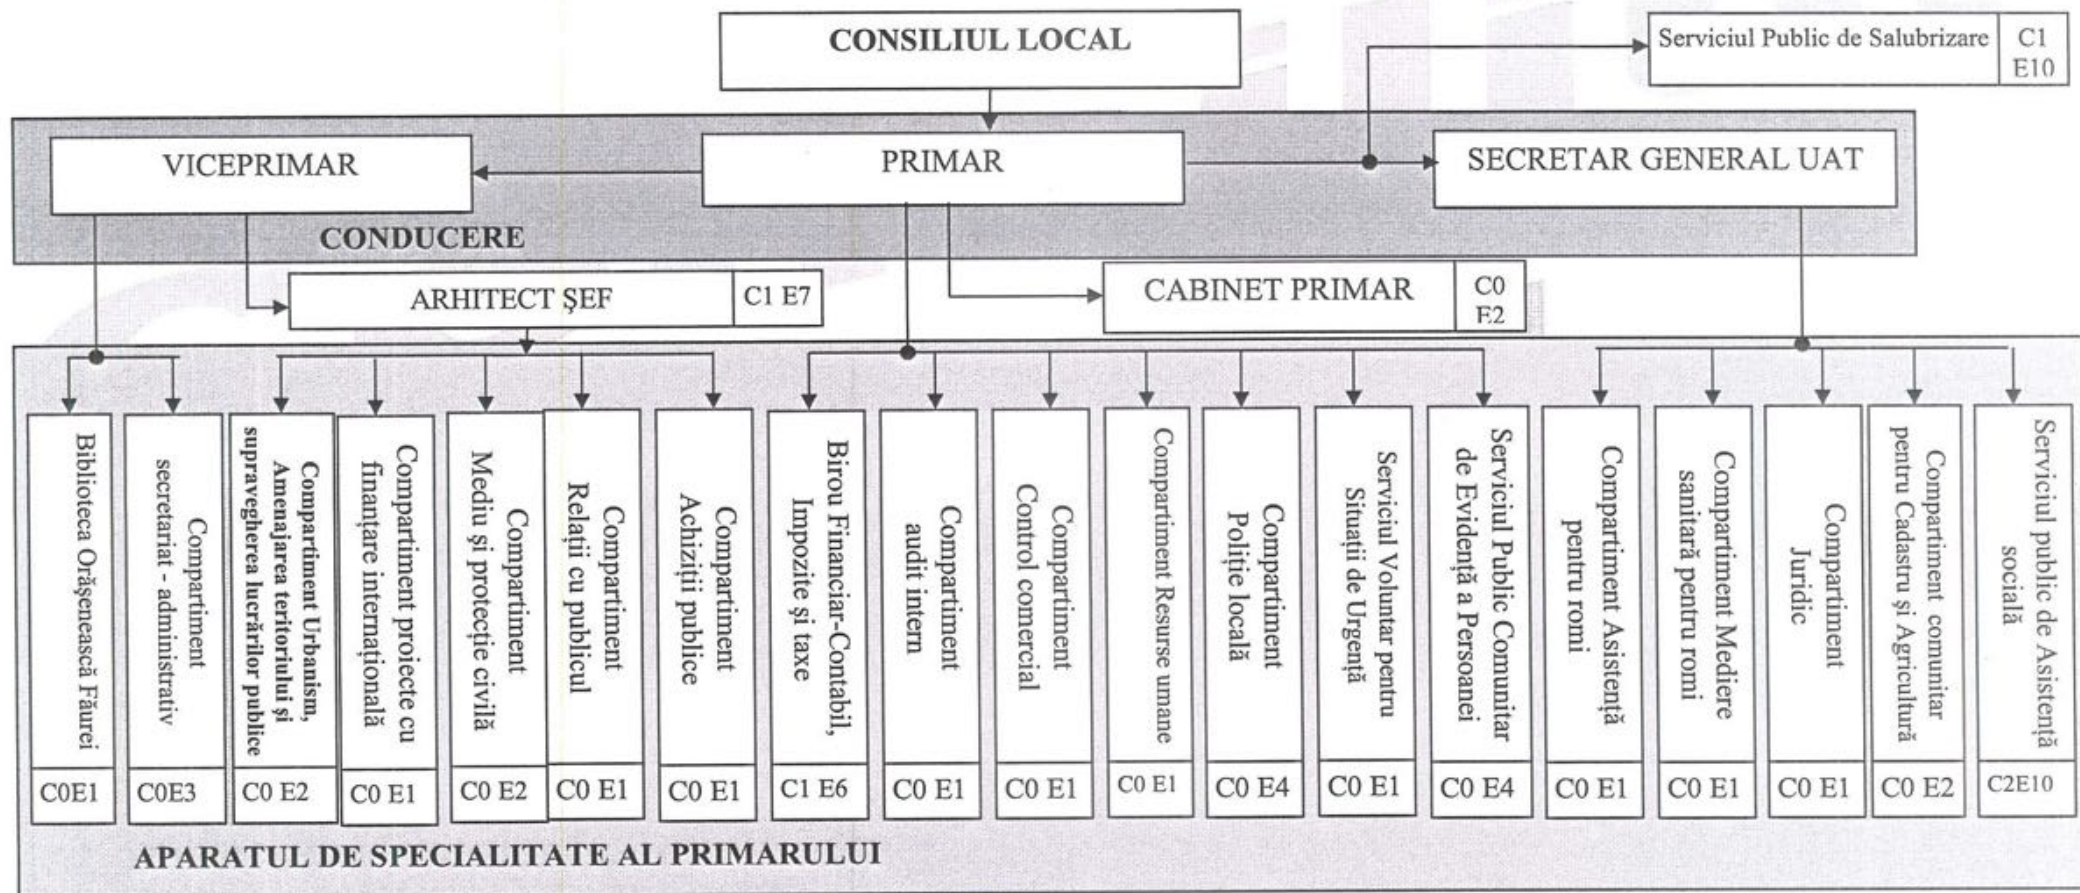 CONSILIUL LOCAL
Serviciul Public de Salubrizare
C1
E10
VICEPRIMAR
PRIMAR
SECRETAR GENERAL UAT
CONDUCERE
ARHITECT ŞEF
C1 E7
CABINET PRIMAR
C0
E2
Biblioteca Orăşenească Făurei
C0E1
Compartiment
secretariat - administrativ
C0E3
Compartiment Urbanism,
Amenajarea teritoriului şi
supravegherea lucrărilor publice
C0 E2
Compartiment proiecte cu
finanţare internaţională
C0 E1
Compartiment
Mediu şi protecţie civilă
C0 E2
Compartiment
Relaţii cu publicul
C0 E1
Compartiment
Achiziţii publice
C0 E1
Birou Financiar-Contabil,
Impozite şi taxe
C1 E6
Compartiment
audit intern
C0 E1
Compartiment
Control comercial
C0 E1
Compartiment Resurse umane
C0 E1
Compartiment
Poliţie locală
C0 E4
Serviciul Voluntar pentru
Situaţii de Urgenţă
C0 E1
Serviciul Public Comunitar
de Evidenţă a Persoanei
C0 E4
Compartiment Asistenţă
pentru romi
C0 E1
Compartiment Mediere
sanitară pentru romi
C0 E1
Compartiment
Juridic
C0 E1
Compartiment comunitar
pentru Cadastru şi Agricultură
C0 E2
Serviciul public de Asistenţă
socială
C2E10
APARATUL DE SPECIALITATE AL PRIMARULUI